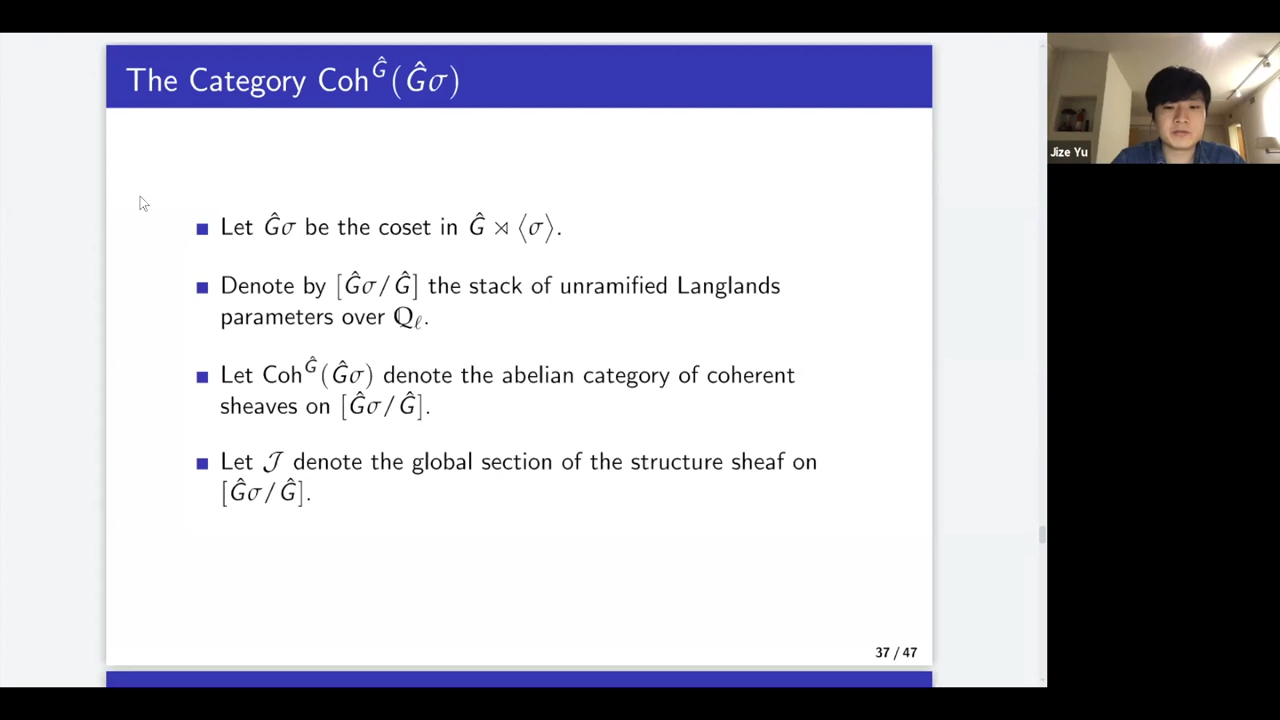 The Category Coh^Ĝ(Ĝσ)
Jize Yu
■ Let Ĝσ be the coset in Ĝ ⋊ ⟨σ⟩.
■ Denote by [Ĝσ/Ĝ] the stack of unramified Langlands
parameters over ℚ_ℓ.
■ Let Coh^Ĝ(Ĝσ) denote the abelian category of coherent
sheaves on [Ĝσ/Ĝ].
■ Let 𝒥 denote the global section of the structure sheaf on
[Ĝσ/Ĝ].
37 / 47